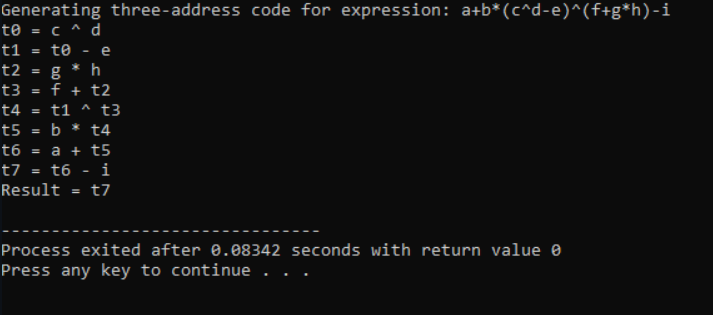 Generating three-address code for expression: a+b*(c^d-e)^(f+g*h)-i
t0 = c ^ d
t1 = t0 - e
t2 = g * h
t3 = f + t2
t4 = t1 ^ t3
t5 = b * t4
t6 = a + t5
t7 = t6 - i
Result = t7
--------------------------------
Process exited after 0.08342 seconds with return value 0
Press any key to continue . . .